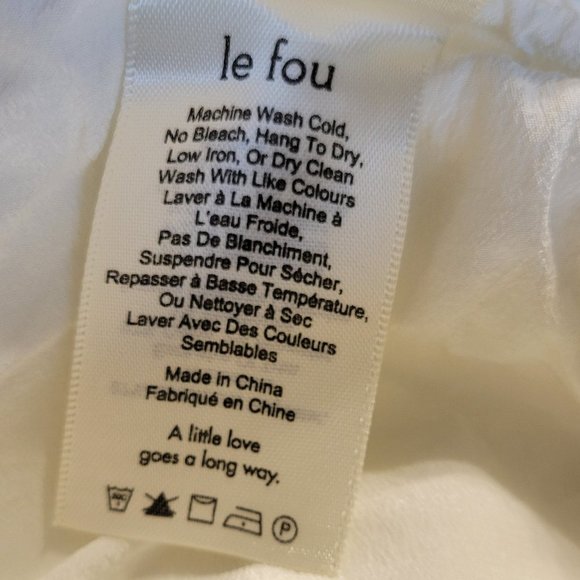 le fou
Machine Wash Cold,
No Bleach, Hang To Dry,
Low Iron, Or Dry Clean
Wash With Like Colours
Laver à La Machine à
L'eau Froide,
Pas De Blanchiment,
Suspendre Pour Sécher,
Repasser à Basse Température,
Ou Nettoyer à Sec
Laver Avec Des Couleurs
Semblables
Made in China
Fabriqué en Chine
A little love
goes a long way.
P